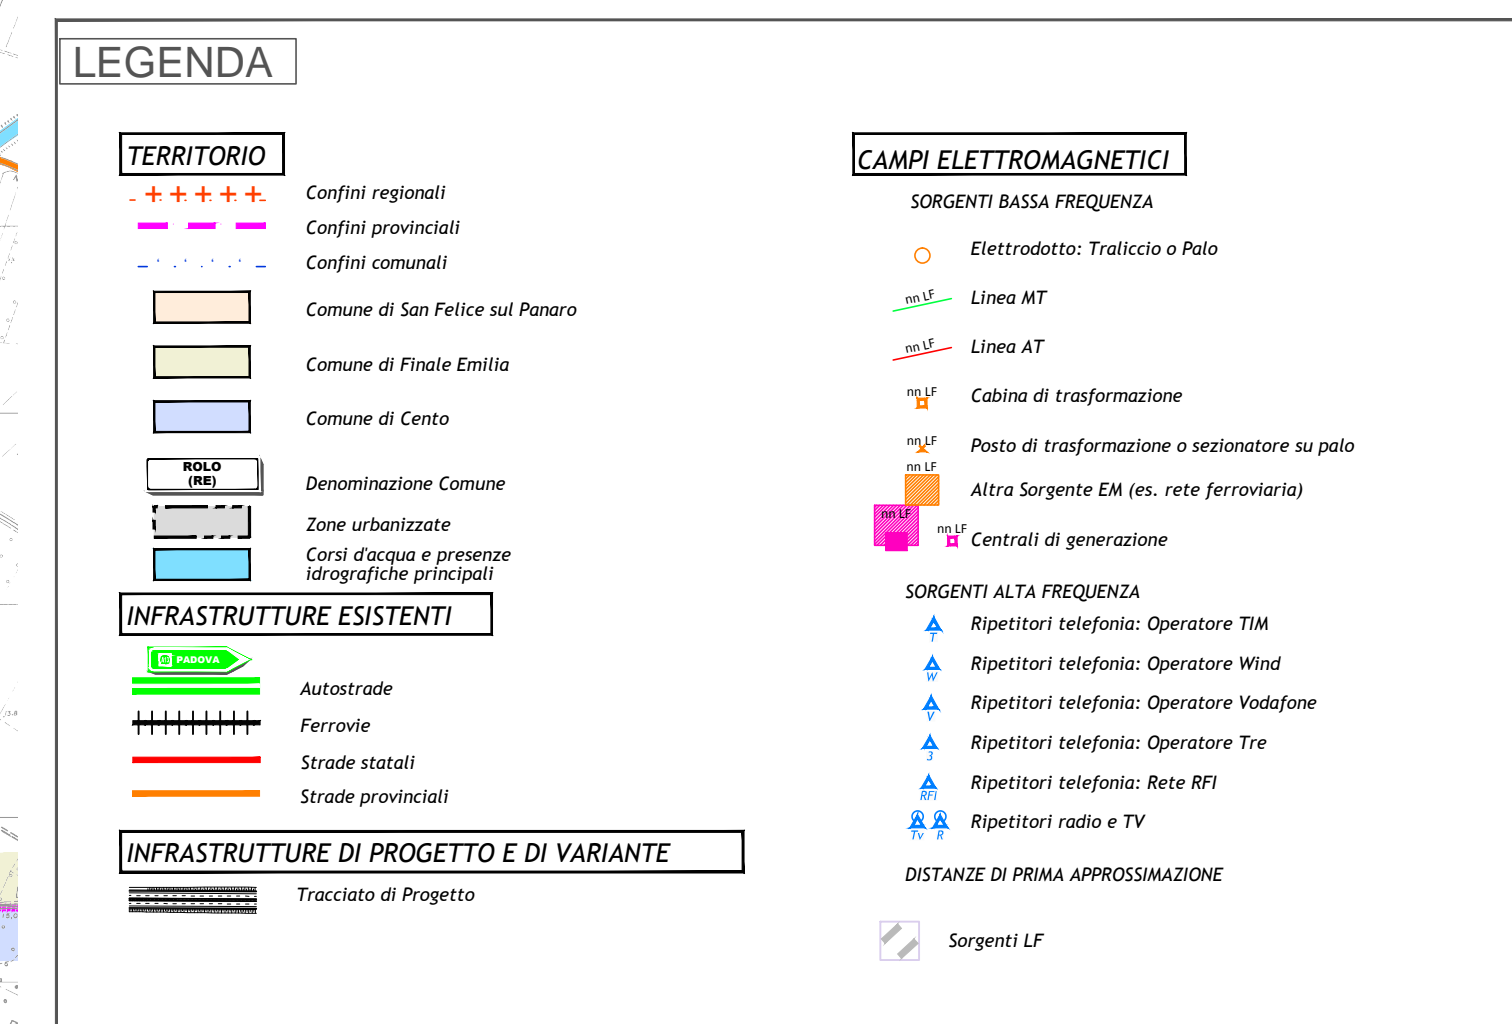 LEGENDA
TERRITORIO
Confini regionali
Confini provinciali
Confini comunali
Comune di San Felice sul Panaro
Comune di Finale Emilia
Comune di Cento
ROLO
(RE)
Denominazione Comune
Zone urbanizzate
Corsi d'acqua e presenze
idrografiche principali
INFRASTRUTTURE ESISTENTI
PADOVA
Autostrade
Ferrovie
Strade statali
Strade provinciali
INFRASTRUTTURE DI PROGETTO E DI VARIANTE
Tracciato di Progetto
CAMPI ELETTROMAGNETICI
SORGENTI BASSA FREQUENZA
Elettrodotto: Traliccio o Palo
nn LF
Linea MT
nn LF
Linea AT
nn LF
Cabina di trasformazione
nn LF
Posto di trasformazione o sezionatore su palo
nn LF
Altra Sorgente EM (es. rete ferroviaria)
nn LF
nn LF
Centrali di generazione
SORGENTI ALTA FREQUENZA
T
Ripetitori telefonia: Operatore TIM
W
Ripetitori telefonia: Operatore Wind
V
Ripetitori telefonia: Operatore Vodafone
3
Ripetitori telefonia: Operatore Tre
RFI
Ripetitori telefonia: Rete RFI
Tv R
Ripetitori radio e TV
DISTANZE DI PRIMA APPROSSIMAZIONE
Sorgenti LF